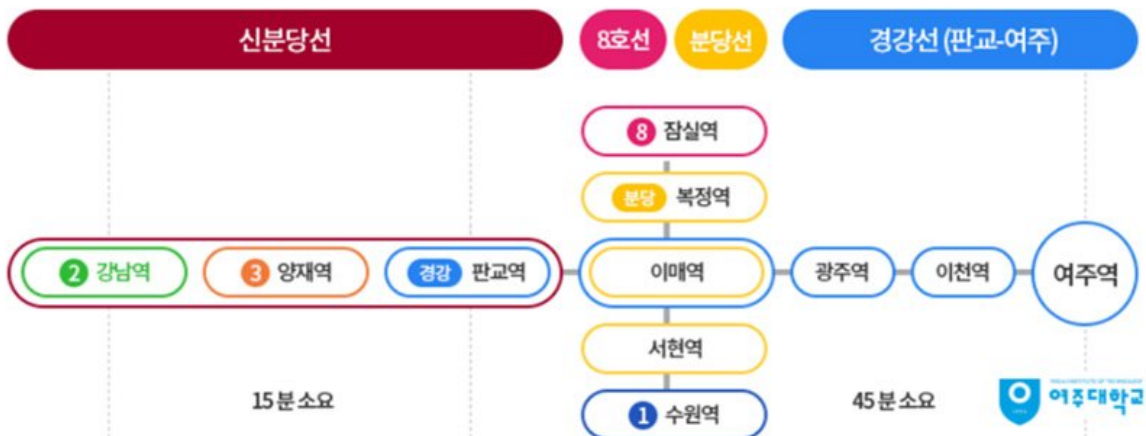 신분당선
8호선
분당선
경강선 (판교-여주)
8 잠실역
분당 복정역
2 강남역
3 양재역
경강 판교역
이매역
광주역
이천역
여주역
서현역
1 수원역
15분 소요
45분 소요
여주대학교